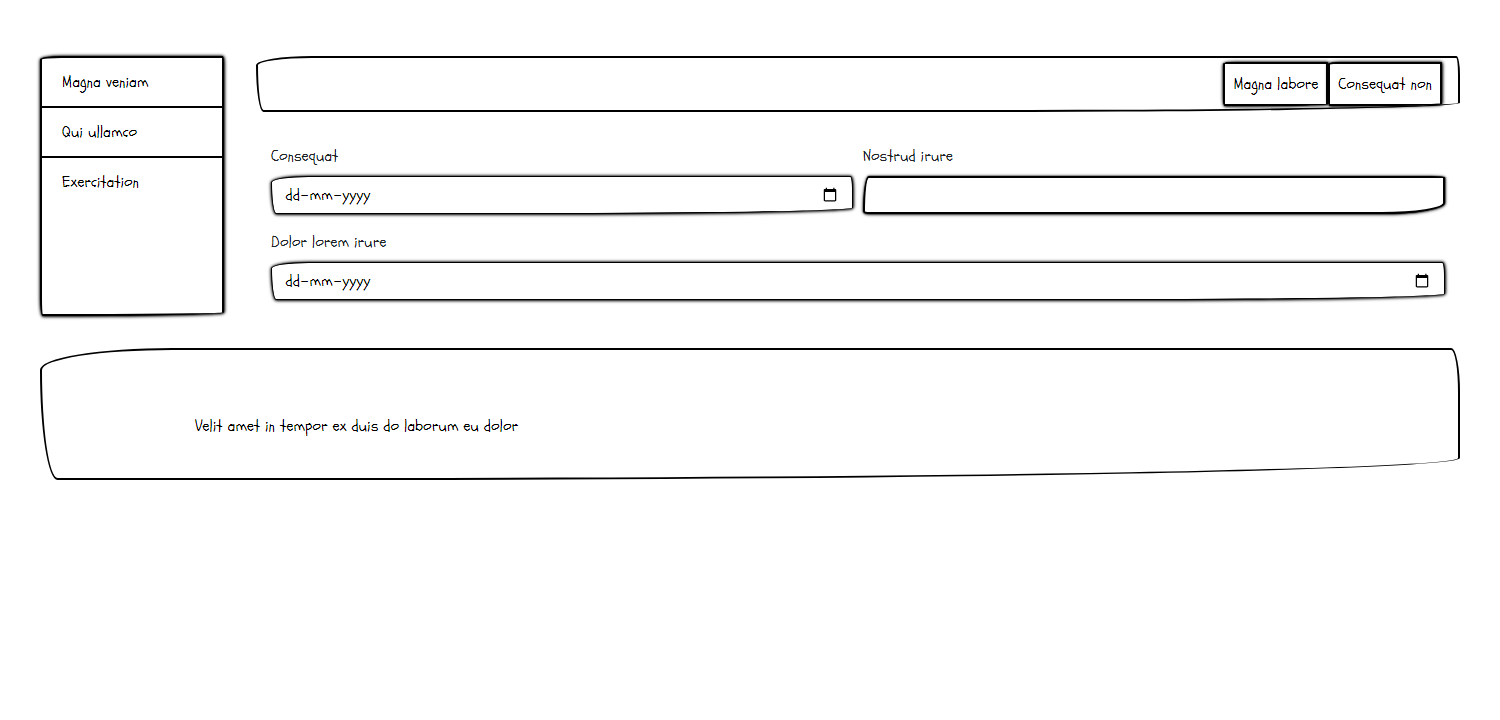 Magna veniam
Qui ullamco
Exercitation
Magna labore
Consequat non
Consequat
Nostrud irure
dd-mm-yyyy
Dolor lorem irure
dd-mm-yyyy
Velit amet in tempor ex duis do laborum eu dolor